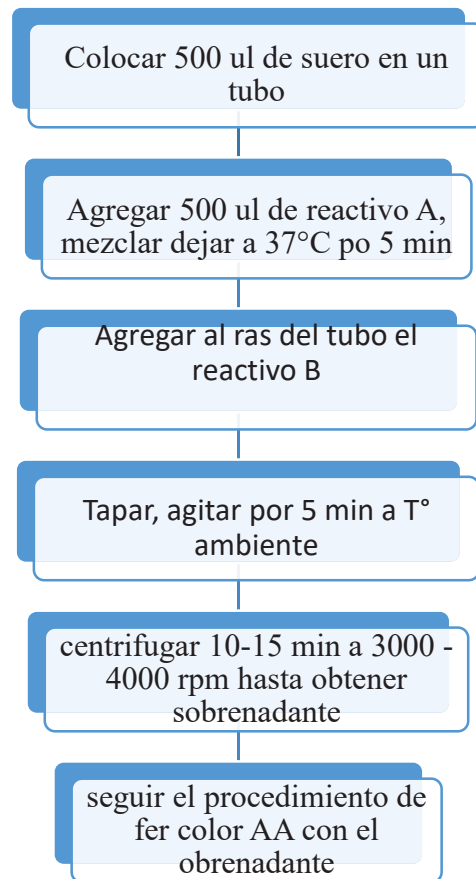 Colocar 500 ul de suero en un
tubo
Agregar 500 ul de reactivo A,
mezclar dejar a 37°C po 5 min
Agregar al ras del tubo el
reactivo B
Tapar, agitar por 5 min a T°
ambiente
centrifugar 10-15 min a 3000 -
4000 rpm hasta obtener
sobrenadante
seguir el procedimiento de
fer color AA con el
obrenadante